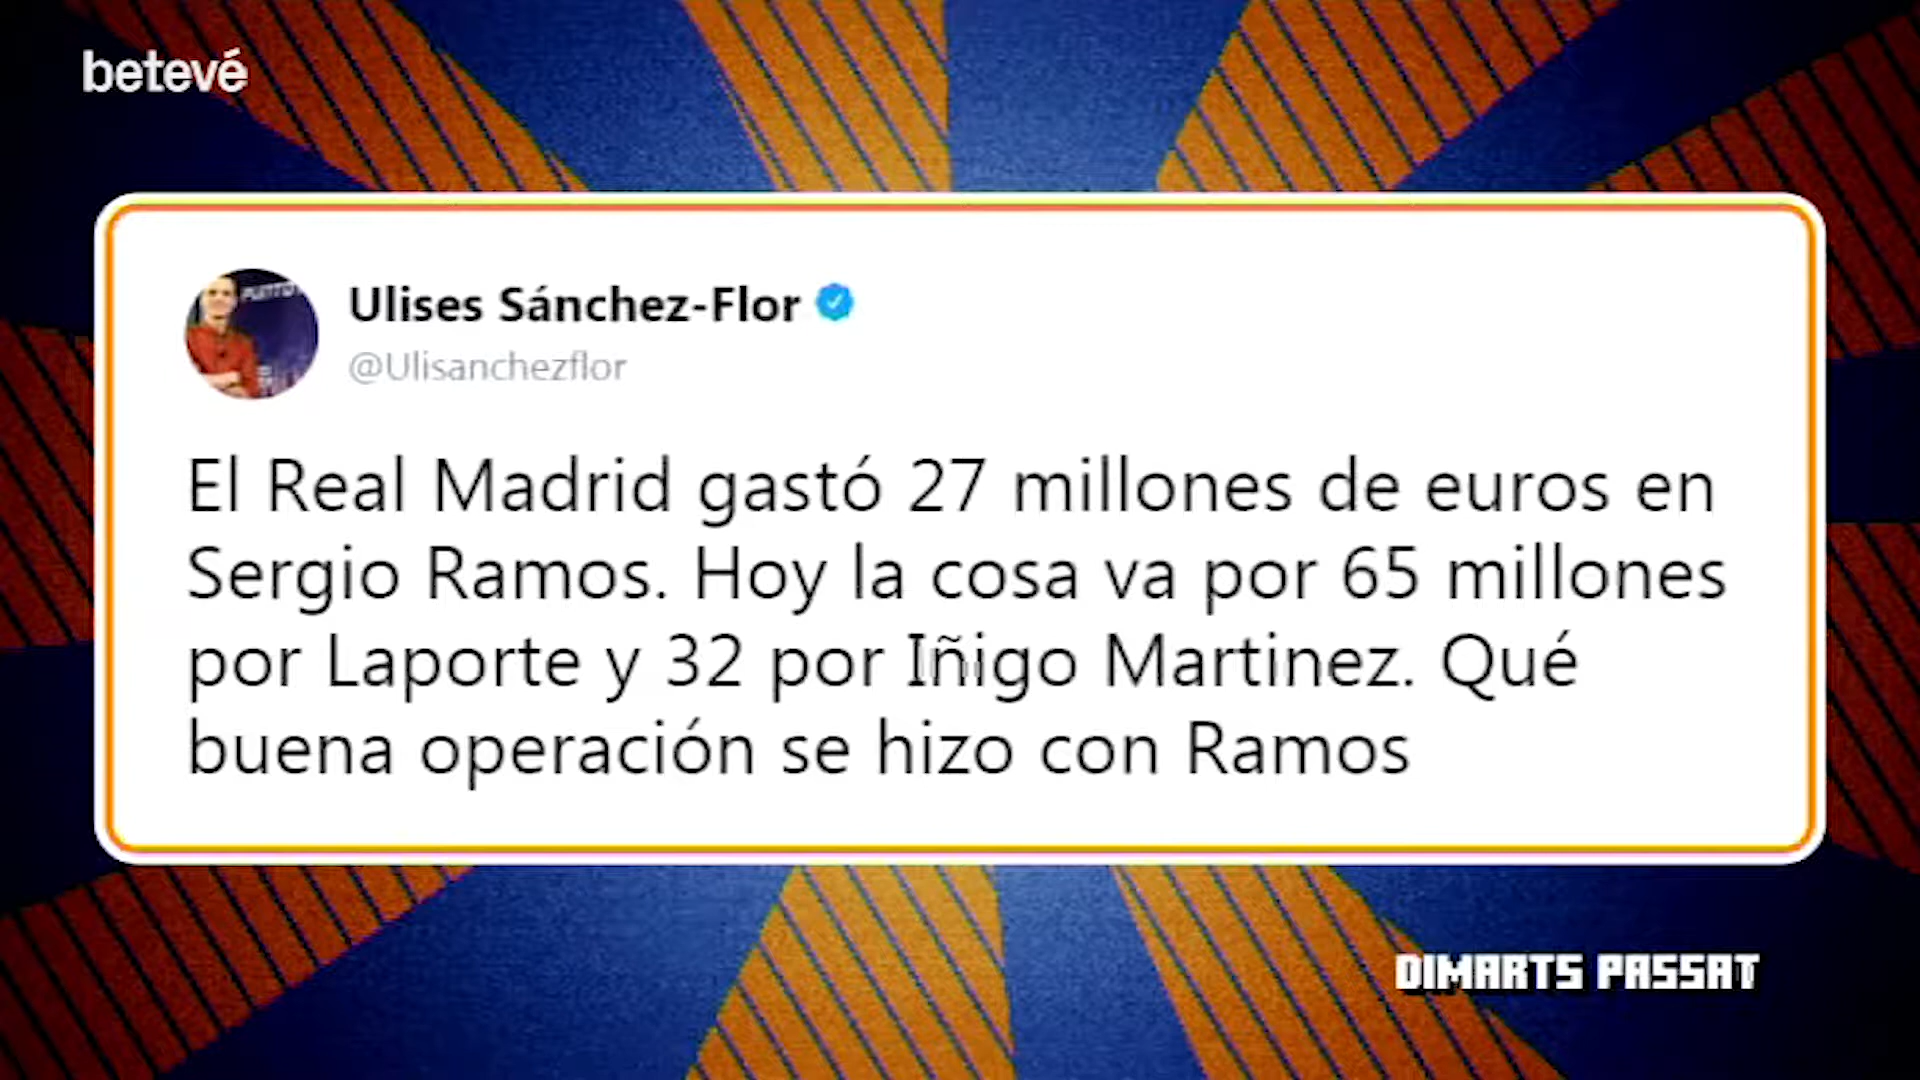 betevé
Ulises Sánchez-Flor
@Ulisanchezflor
El Real Madrid gastó 27 millones de euros en
Sergio Ramos. Hoy la cosa va por 65 millones
por Laporte y 32 por Iñigo Martinez. Qué
buena operación se hizo con Ramos
DIMARTS PASSAT